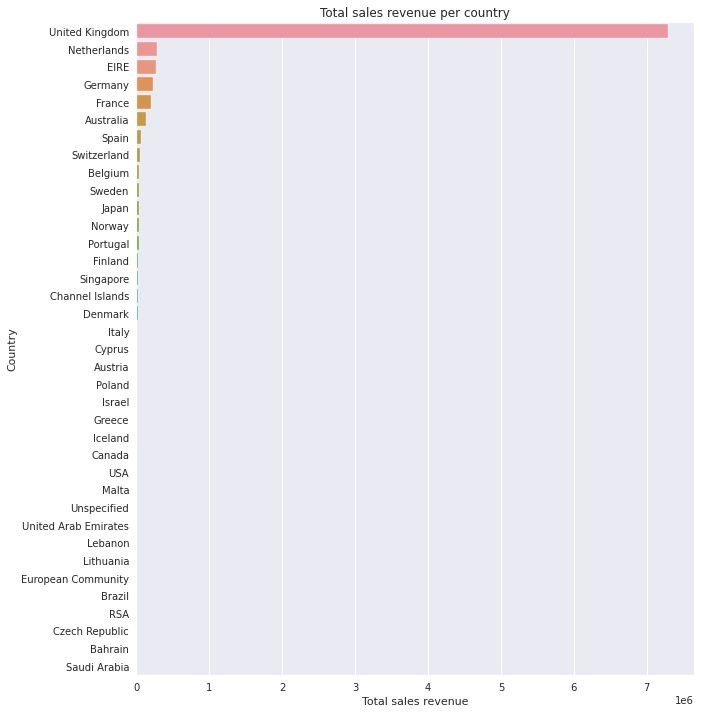 Total sales revenue per country
Country
United Kingdom
Netherlands
EIRE
Germany
France
Australia
Spain
Switzerland
Belgium
Sweden
Japan
Norway
Portugal
Finland
Singapore
Channel Islands
Denmark
Italy
Cyprus
Austria
Poland
Israel
Greece
Iceland
Canada
USA
Malta
Unspecified
United Arab Emirates
Lebanon
Lithuania
European Community
Brazil
RSA
Czech Republic
Bahrain
Saudi Arabia
0 1 2 3 4 5 6 7
1e6
Total sales revenue